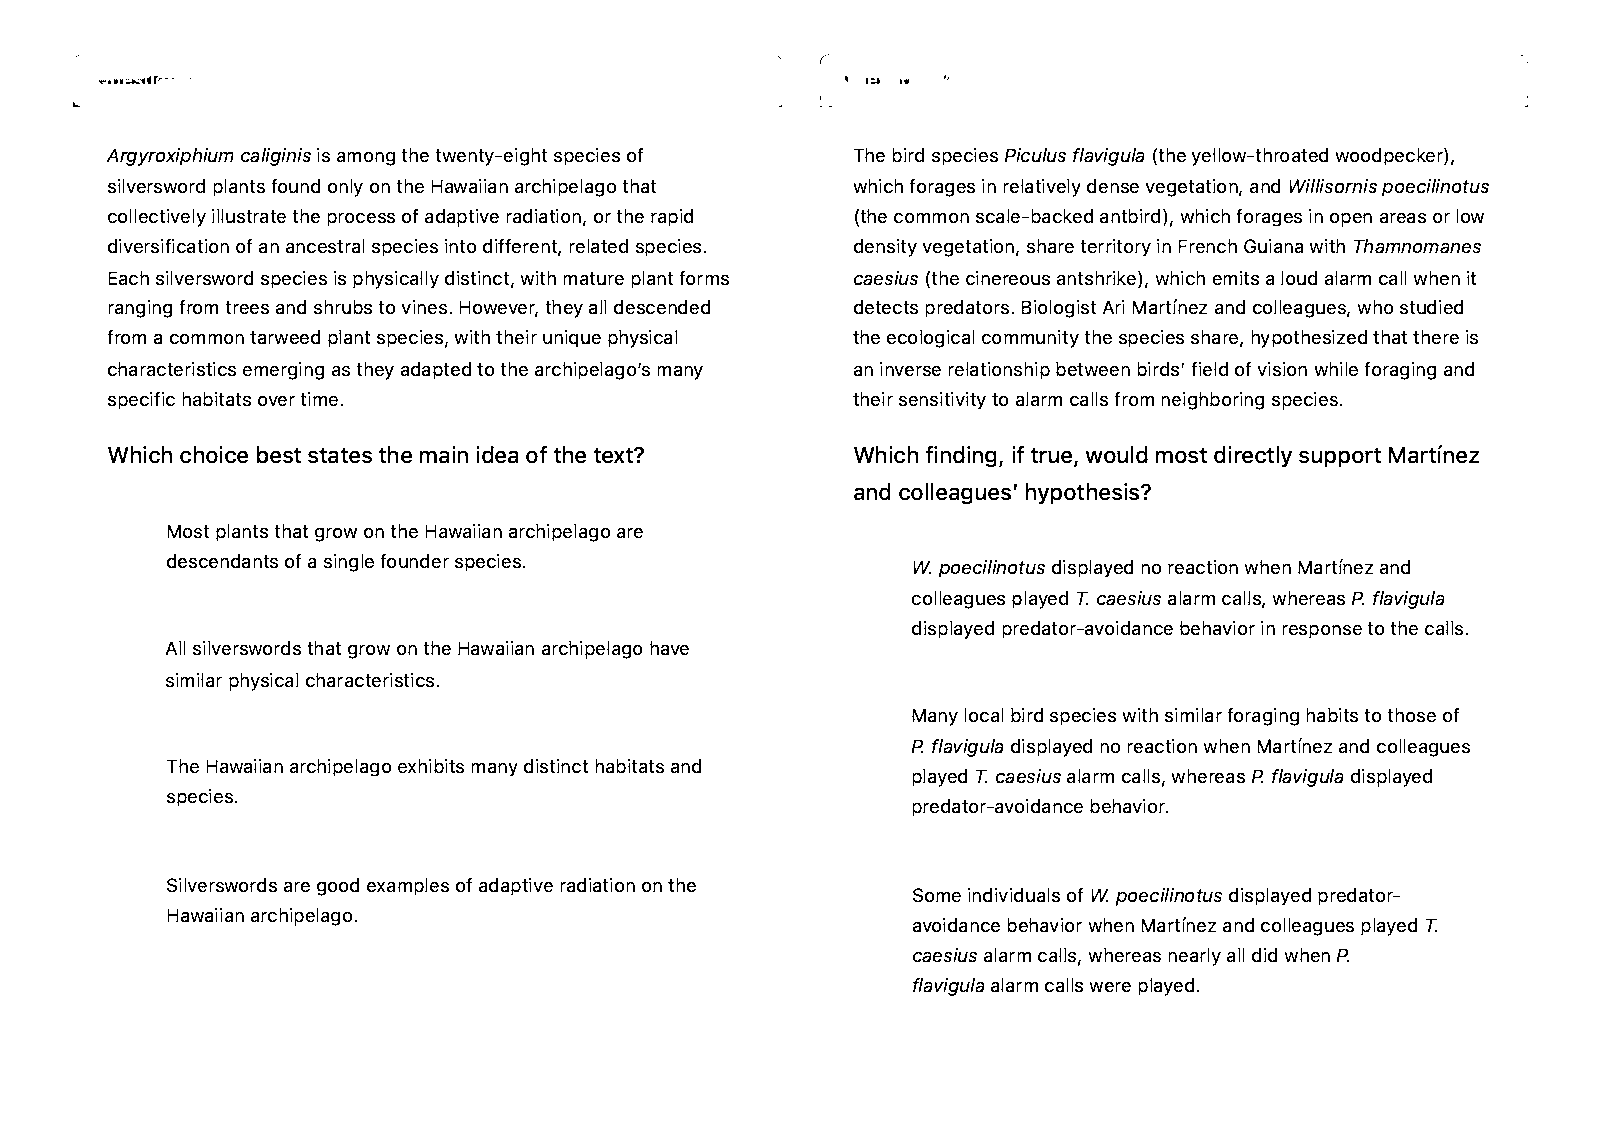 Argyroxiphium caliginis is among the twenty-eight species of
silversword plants found only on the Hawaiian archipelago that
collectively illustrate the process of adaptive radiation, or the rapid
diversification of an ancestral species into different, related species.
Each silversword species is physically distinct, with mature plant forms
ranging from trees and shrubs to vines. However, they all descended
from a common tarweed plant species, with their unique physical
characteristics emerging as they adapted to the archipelago's many
specific habitats over time.
Which choice best states the main idea of the text?
Most plants that grow on the Hawaiian archipelago are
descendants of a single founder species.
All silverswords that grow on the Hawaiian archipelago have
similar physical characteristics.
The Hawaiian archipelago exhibits many distinct habitats and
species.
Silverswords are good examples of adaptive radiation on the
Hawaiian archipelago.
The bird species Piculus flavigula (the yellow-throated woodpecker),
which forages in relatively dense vegetation, and Willisornis poecilinotus
(the common scale-backed antbird), which forages in open areas or low
density vegetation, share territory in French Guiana with Thamnomanes
caesius (the cinereous antshrike), which emits a loud alarm call when it
detects predators. Biologist Ari Martínez and colleagues, who studied
the ecological community the species share, hypothesized that there is
an inverse relationship between birds' field of vision while foraging and
their sensitivity to alarm calls from neighboring species.
Which finding, if true, would most directly support Martínez
and colleagues' hypothesis?
W. poecilinotus displayed no reaction when Martínez and
colleagues played T. caesius alarm calls, whereas P. flavigula
displayed predator-avoidance behavior in response to the calls.
Many local bird species with similar foraging habits to those of
P. flavigula displayed no reaction when Martínez and colleagues
played T. caesius alarm calls, whereas P. flavigula displayed
predator-avoidance behavior.
Some individuals of W. poecilinotus displayed predator-
avoidance behavior when Martínez and colleagues played T.
caesius alarm calls, whereas nearly all did when P.
flavigula alarm calls were played.